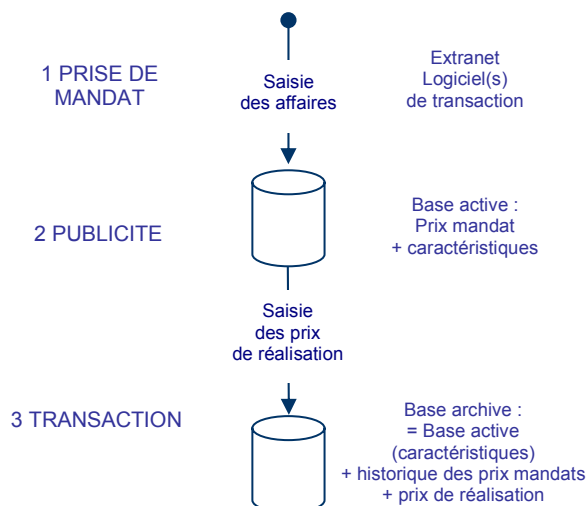 1 PRISE DE
MANDAT
Saisie
des affaires
Extranet
Logiciel(s)
de transaction
2 PUBLICITE
Base active :
Prix mandat
+ caractéristiques
Saisie
des prix
de réalisation
3 TRANSACTION
Base archive :
= Base active
(caractéristiques)
+ historique des prix mandats
+ prix de réalisation